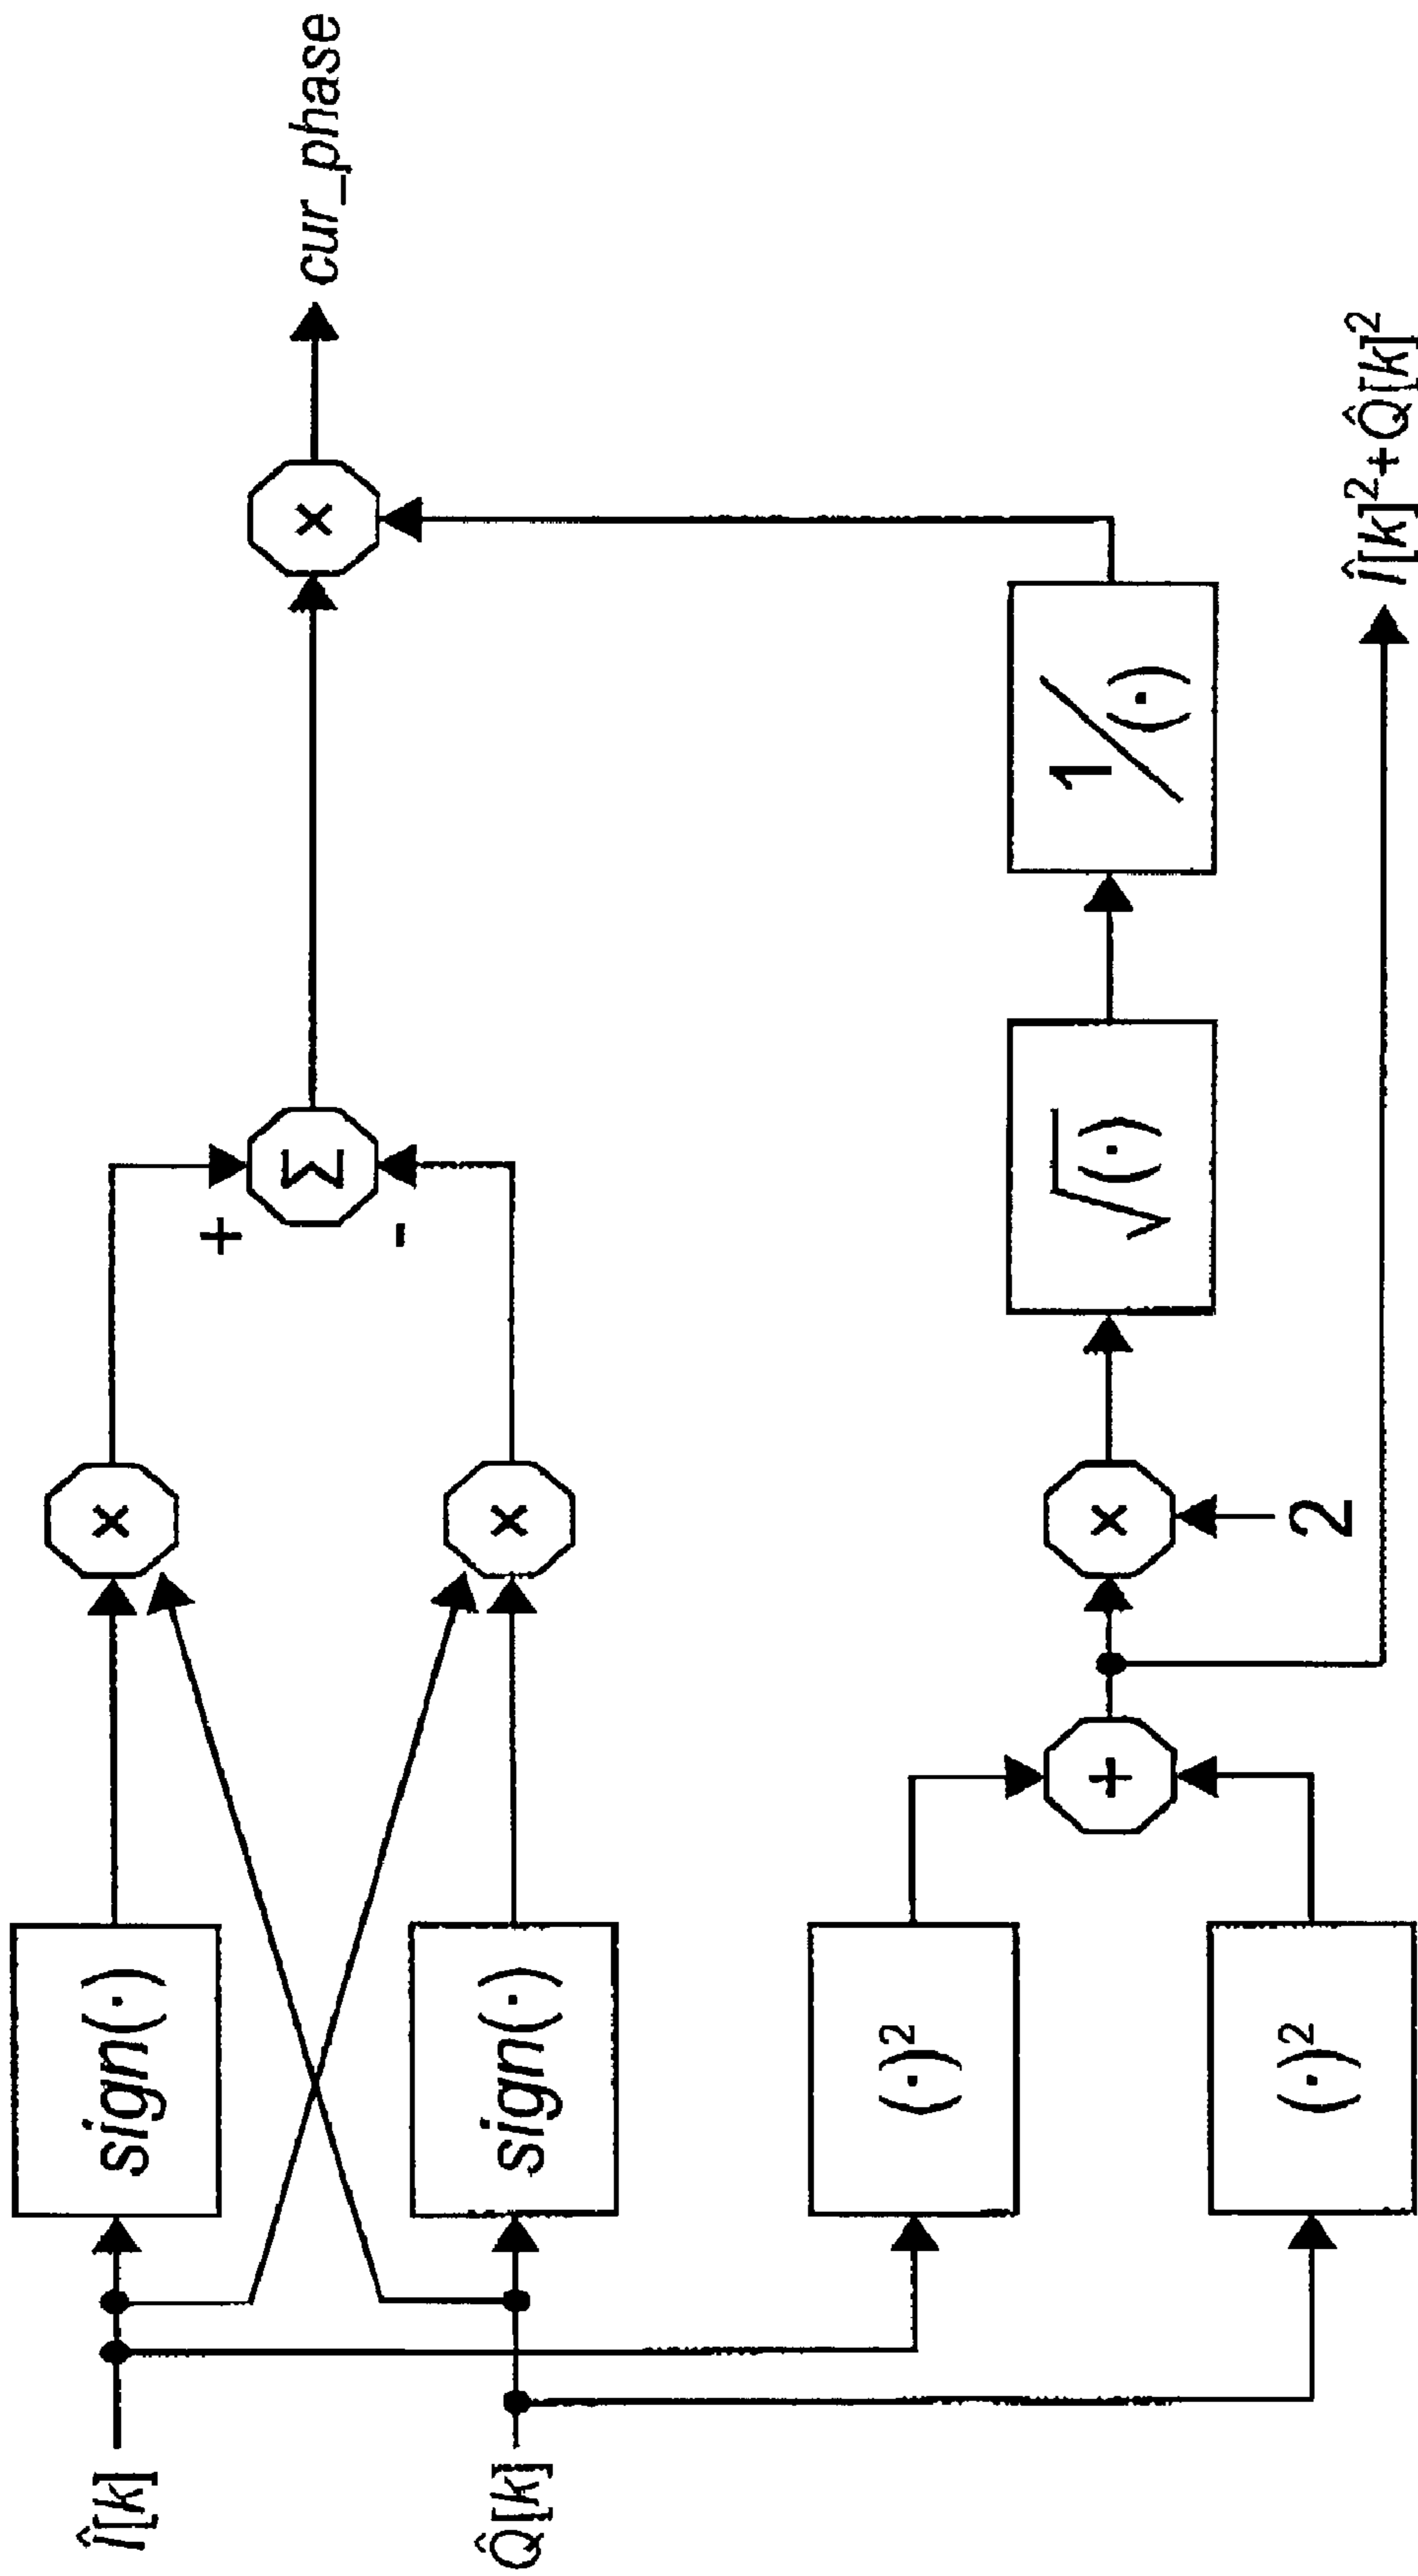 Î[k]
Q̂[k]
sign(·)
sign(·)
(·)²
(·)²
×
×
+
×
2
+
-
Σ
√(·)
1/(·)
×
cur_phase
Î[k]²+Q̂[k]²